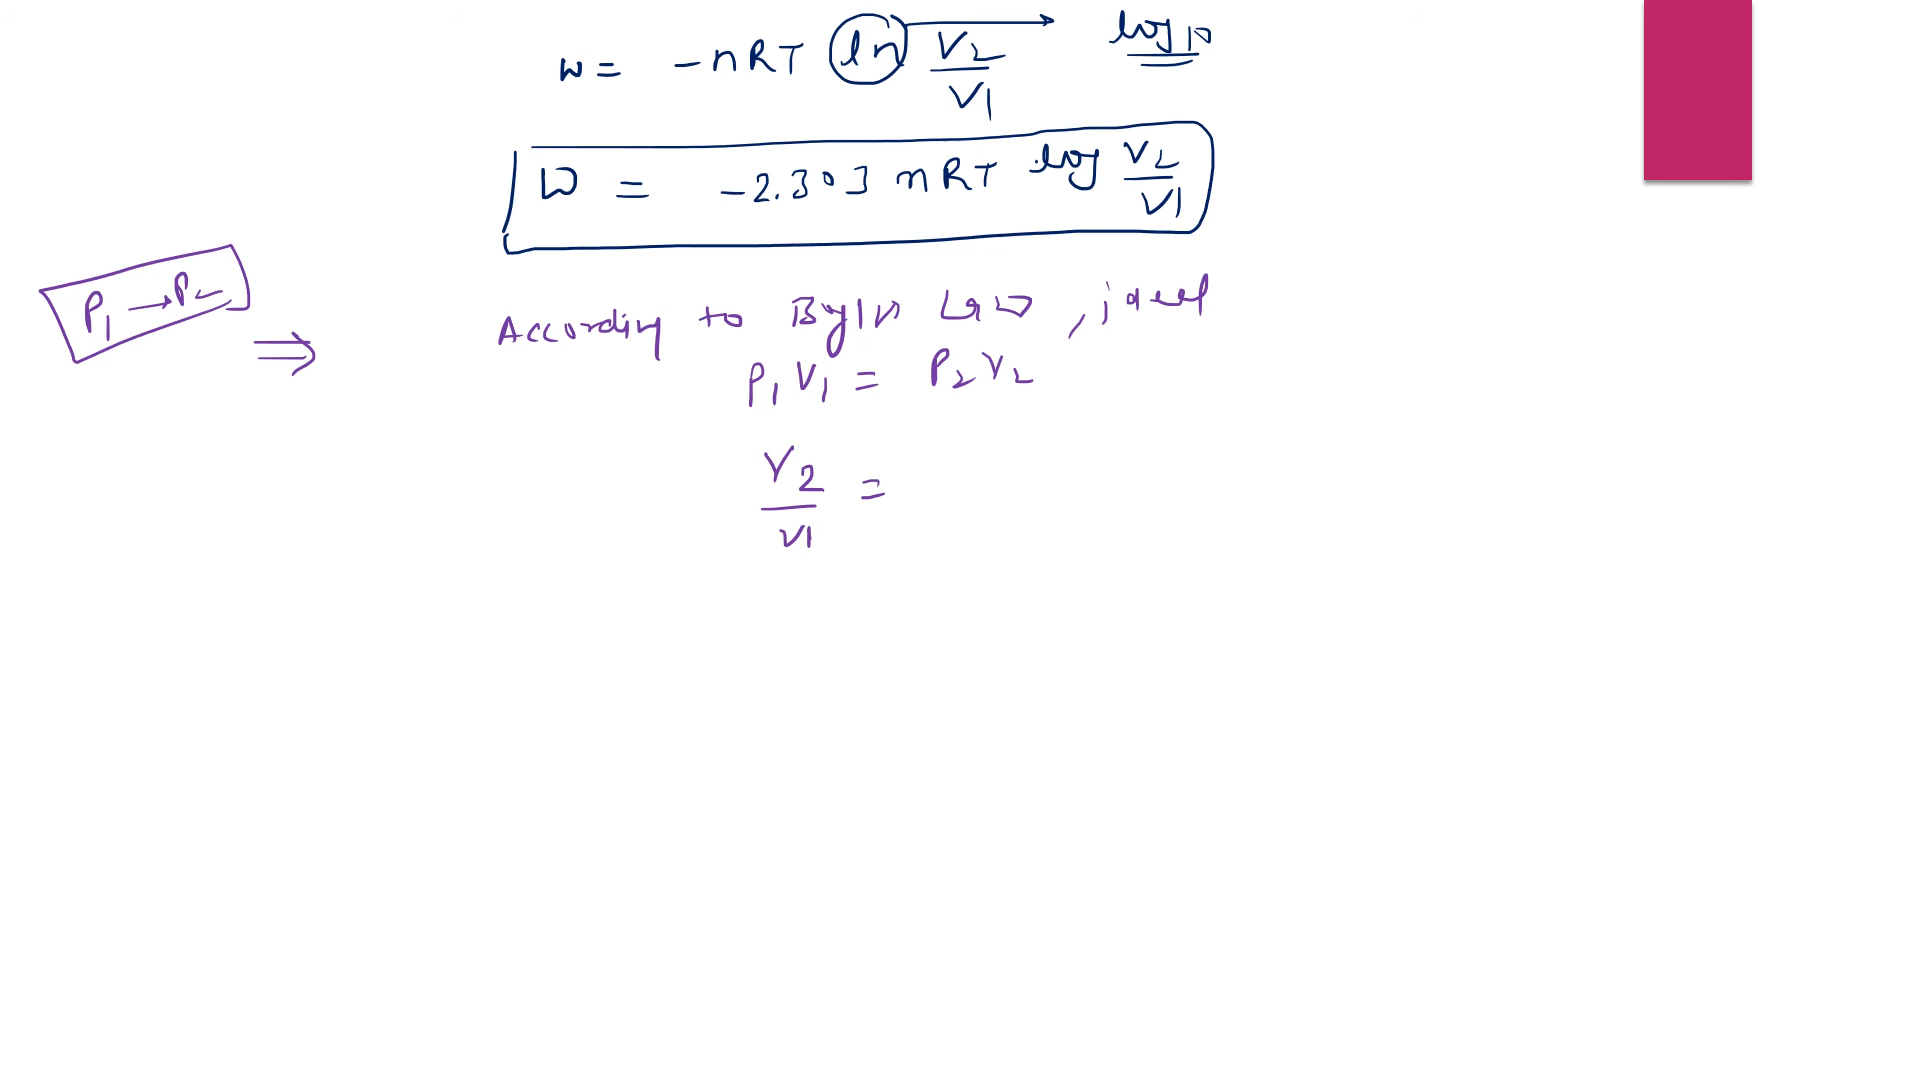 w = -nRT ln V2/V1 log10
W = -2.303 nRT log V2/V1
P1 → P2 ⇒
According to Law, ideal
P1V1 = P2V2
V2/V1 =